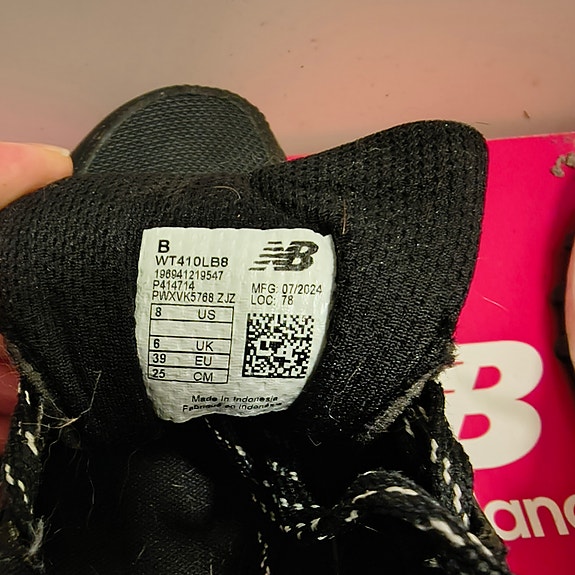 B
NB
WT410LB8
196941219547
P414714
MFG: 07/2024
PWXVK5768 ZJZ
LOC: 78
8 US
6 UK
39 EU
25 CM
Made in Indonesia
Fabriqué en Indonésie
B